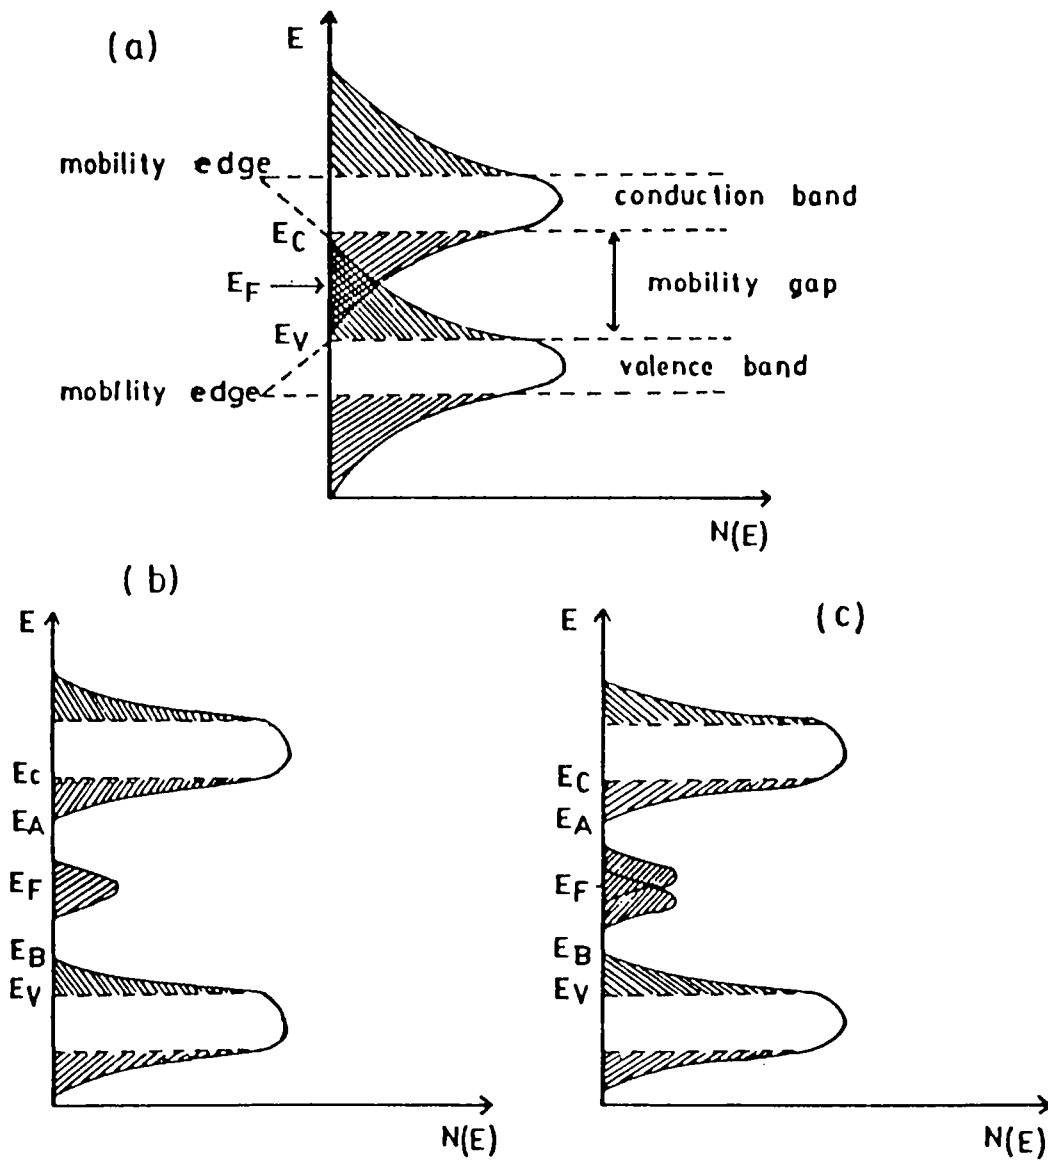 (a)
E
mobility edge
conduction band
EC
EF
mobility gap
EV
valence band
mobility edge
N(E)
(b)
E
Ec
EA
EF
EB
EV
N(E)
(c)
E
EC
EA
EF
EB
EV
N(E)